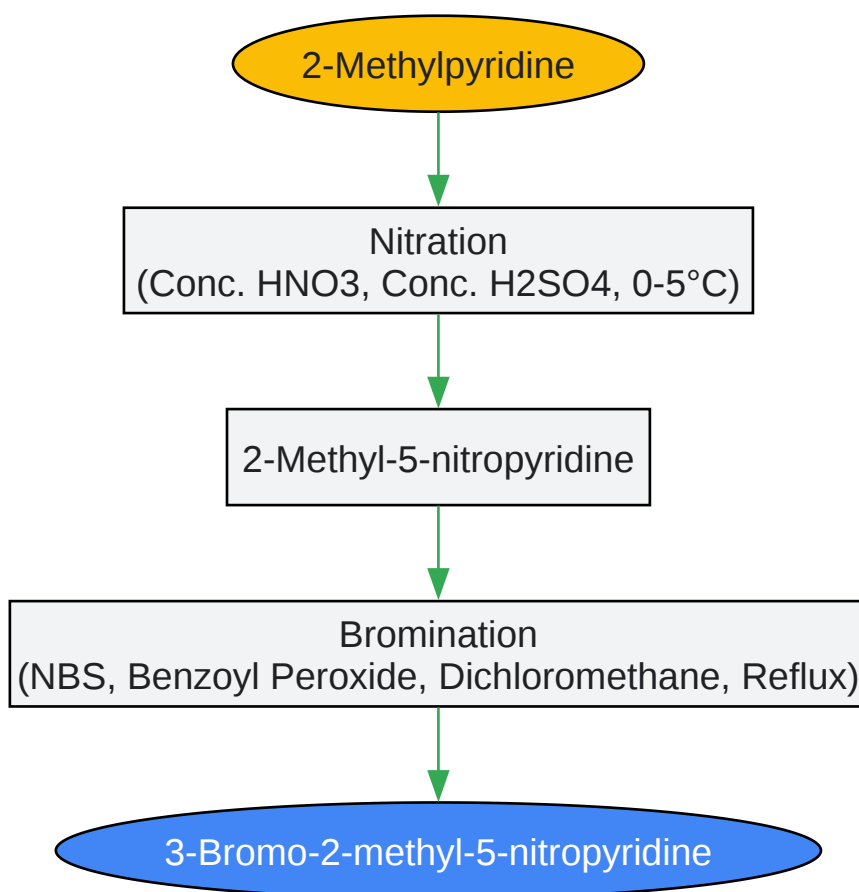 2-Methylpyridine
Nitration
(Conc. HNO3, Conc. H2SO4, 0-5°C)
2-Methyl-5-nitropyridine
Bromination
(NBS, Benzoyl Peroxide, Dichloromethane, Reflux)
3-Bromo-2-methyl-5-nitropyridine